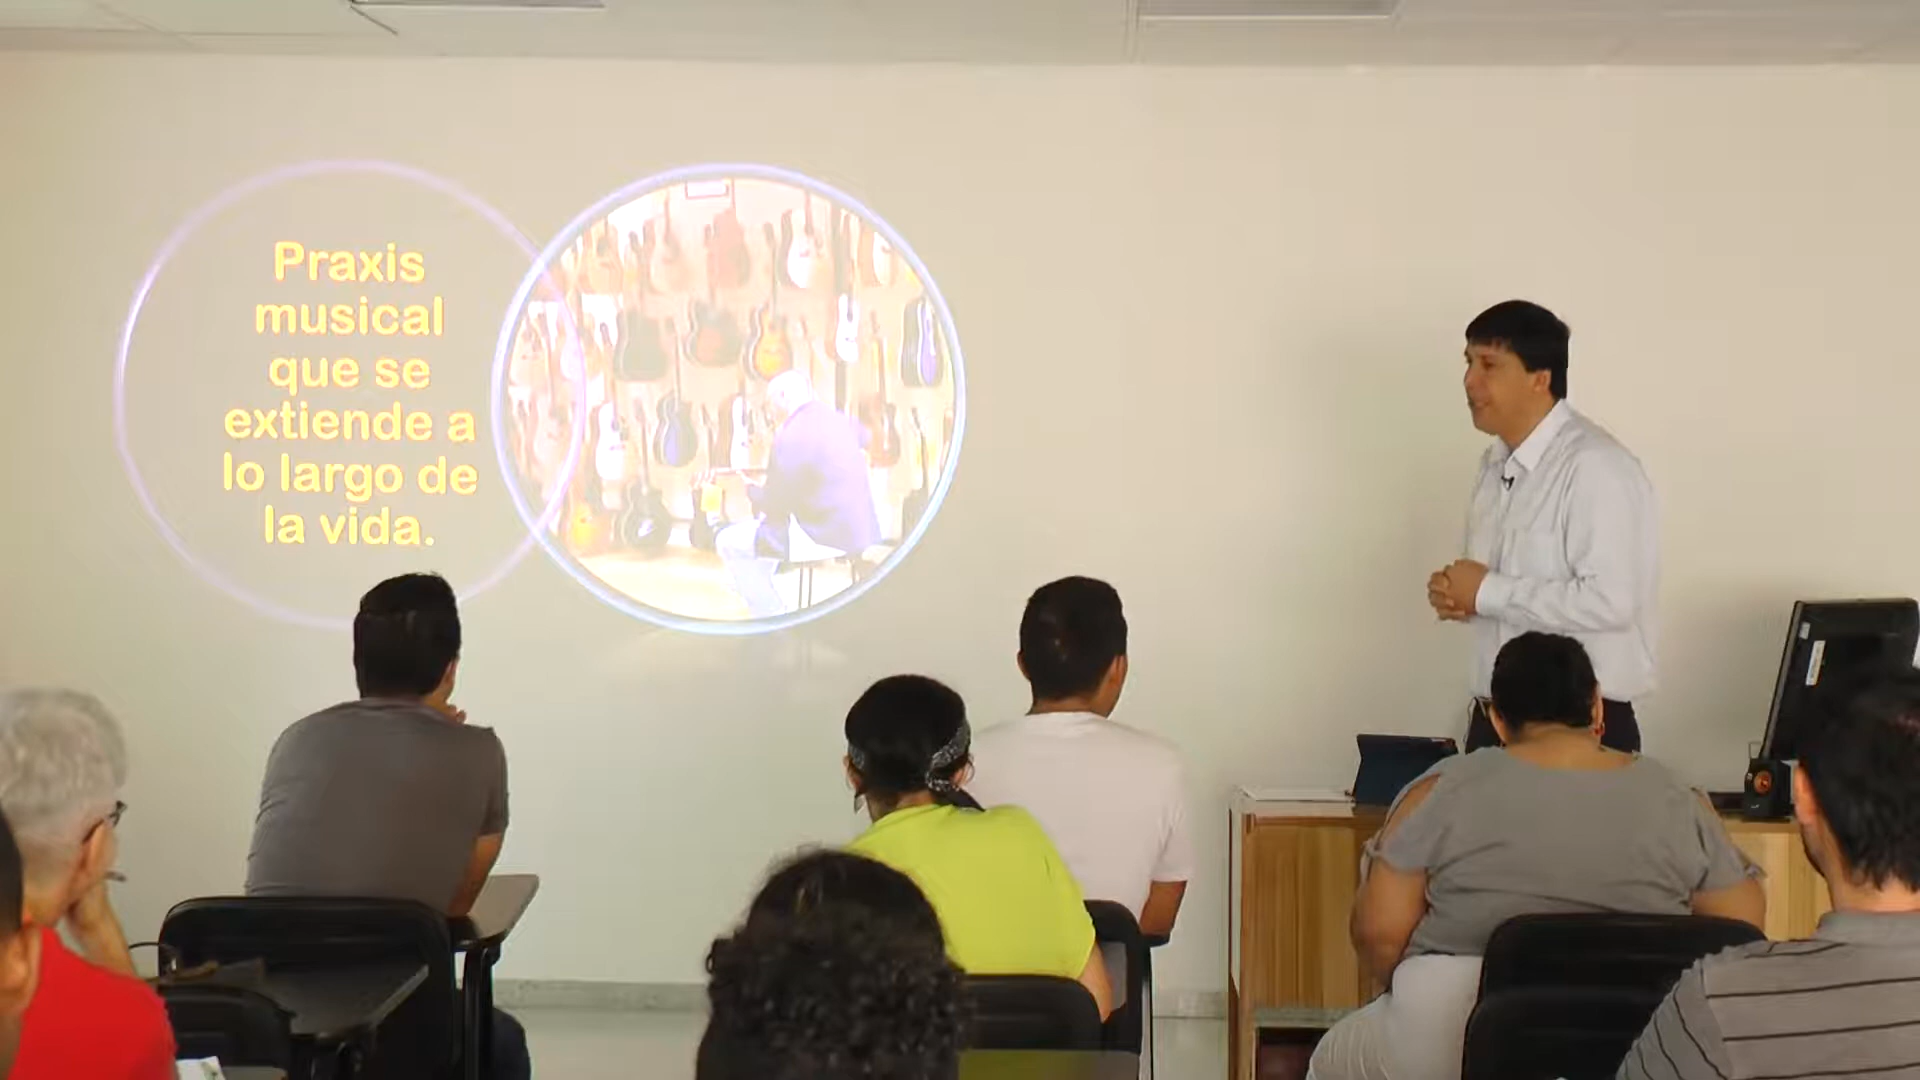 Praxis
musical
que se
extiende a
lo largo de
la vida.